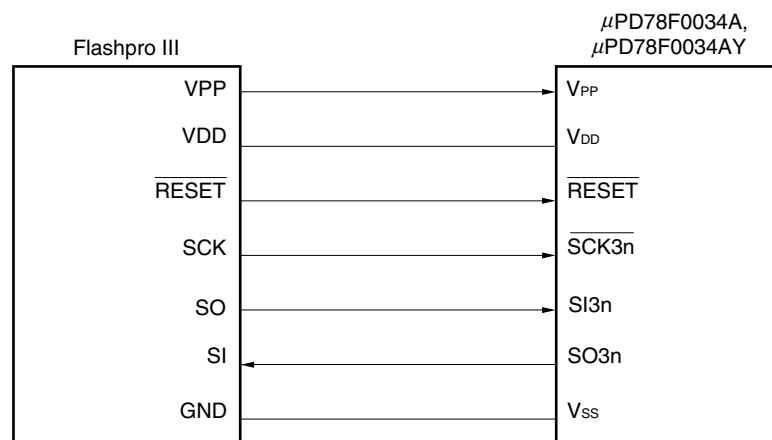 Flashpro III
μPD78F0034A,
μPD78F0034AY
VPP
VPP
VDD
VDD
RESET
RESET
SCK
SCK3n
SO
SI3n
SI
SO3n
GND
VSS